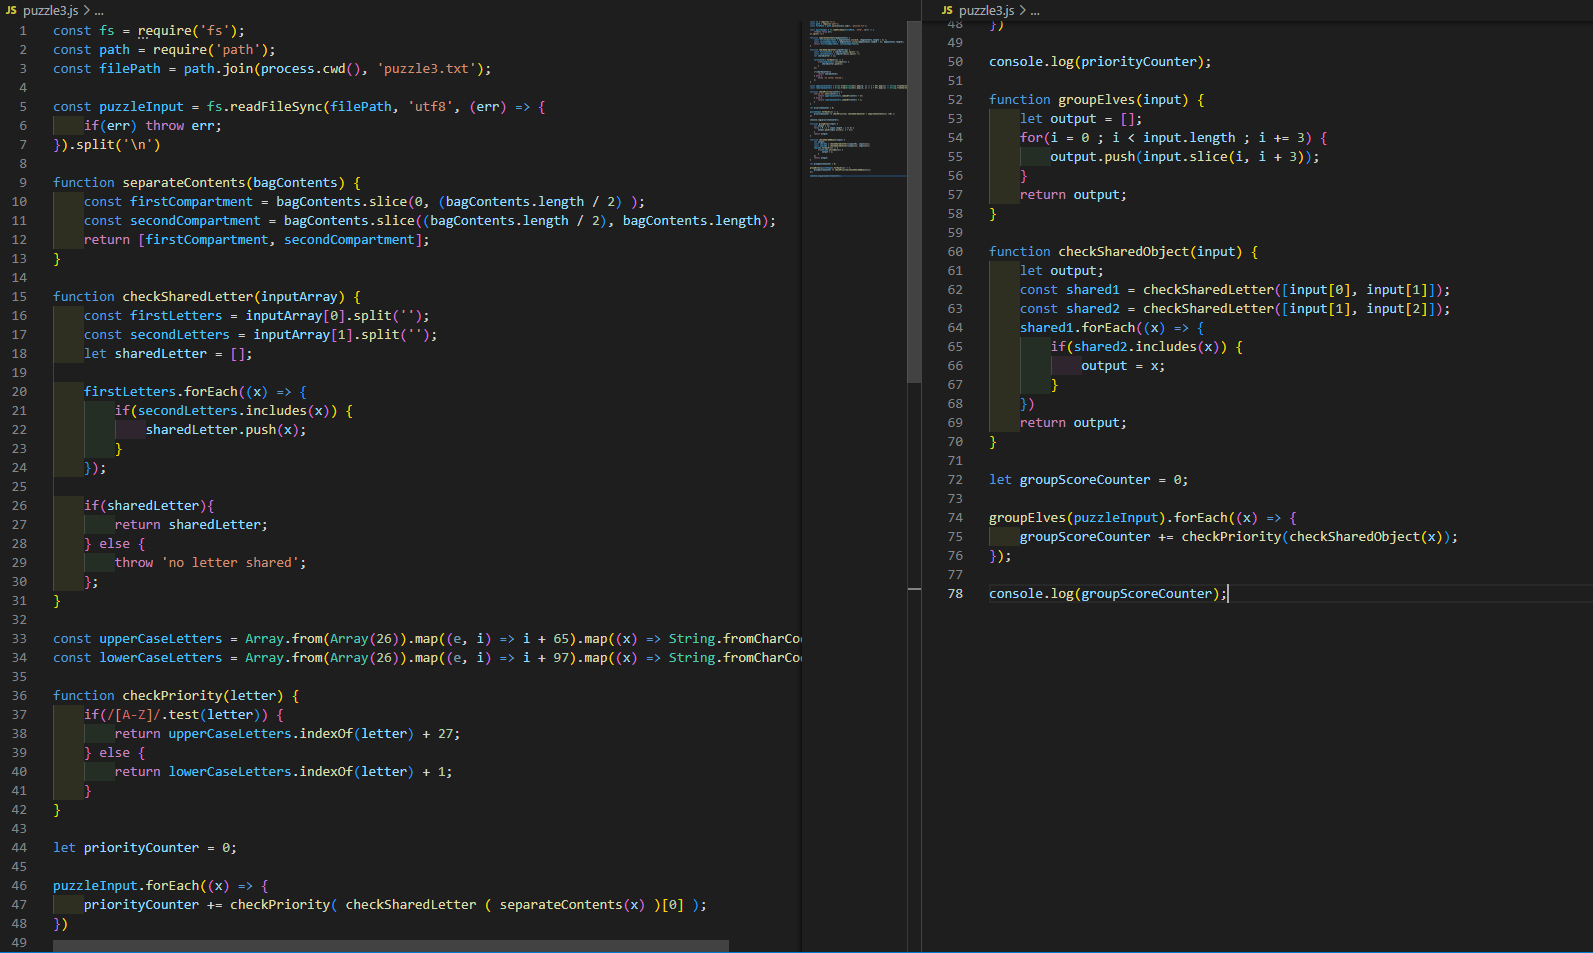 JS puzzle3.js > ...
1 const fs = require('fs');
2 const path = require('path');
3 const filePath = path.join(process.cwd(), 'puzzle3.txt');
4
5 const puzzleInput = fs.readFileSync(filePath, 'utf8', (err) => {
6 if(err) throw err;
7 }).split('\n')
8
9 function separateContents(bagContents) {
10 const firstCompartment = bagContents.slice(0, (bagContents.length / 2) );
11 const secondCompartment = bagContents.slice((bagContents.length / 2), bagContents.length);
12 return [firstCompartment, secondCompartment];
13 }
14
15 function checkSharedLetter(inputArray) {
16 const firstLetters = inputArray[0].split('');
17 const secondLetters = inputArray[1].split('');
18 let sharedLetter = [];
19
20 firstLetters.forEach((x) => {
21 if(secondLetters.includes(x)) {
22 sharedLetter.push(x);
23 }
24 });
25
26 if(sharedLetter){
27 return sharedLetter;
28 } else {
29 throw 'no letter shared';
30 };
31 }
32
33 const upperCaseLetters = Array.from(Array(26)).map((e, i) => i + 65).map((x) => String.fromCharCo
34 const lowerCaseLetters = Array.from(Array(26)).map((e, i) => i + 97).map((x) => String.fromCharCo
35
36 function checkPriority(letter) {
37 if(/[A-Z]/.test(letter)) {
38 return upperCaseLetters.indexOf(letter) + 27;
39 } else {
40 return lowerCaseLetters.indexOf(letter) + 1;
41 }
42 }
43
44 let priorityCounter = 0;
45
46 puzzleInput.forEach((x) => {
47 priorityCounter += checkPriority( checkSharedLetter ( separateContents(x) )[0] );
48 })
49
JS puzzle3.js > ...
48 })
49
50 console.log(priorityCounter);
51
52 function groupElves(input) {
53 let output = [];
54 for(i = 0 ; i < input.length ; i += 3) {
55 output.push(input.slice(i, i + 3));
56 }
57 return output;
58 }
59
60 function checkSharedObject(input) {
61 let output;
62 const shared1 = checkSharedLetter([input[0], input[1]]);
63 const shared2 = checkSharedLetter([input[1], input[2]]);
64 shared1.forEach((x) => {
65 if(shared2.includes(x)) {
66 output = x;
67 }
68 })
69 return output;
70 }
71
72 let groupScoreCounter = 0;
73
74 groupElves(puzzleInput).forEach((x) => {
75 groupScoreCounter += checkPriority(checkSharedObject(x));
76 });
77
78 console.log(groupScoreCounter);